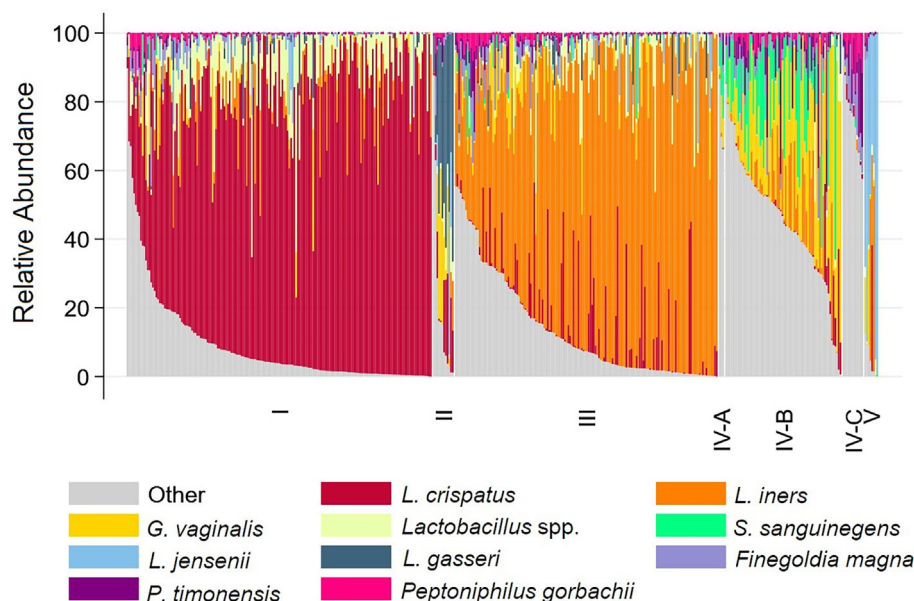 Relative Abundance
100
80
60
40
20
0
I
II
III
IV-A
IV-B
IV-C
V
Other
L. crispatus
L. iners
G. vaginalis
Lactobacillus spp.
S. sanguinegens
L. jensenii
L. gasseri
Finegoldia magna
P. timonensis
Peptoniphilus gorbachii